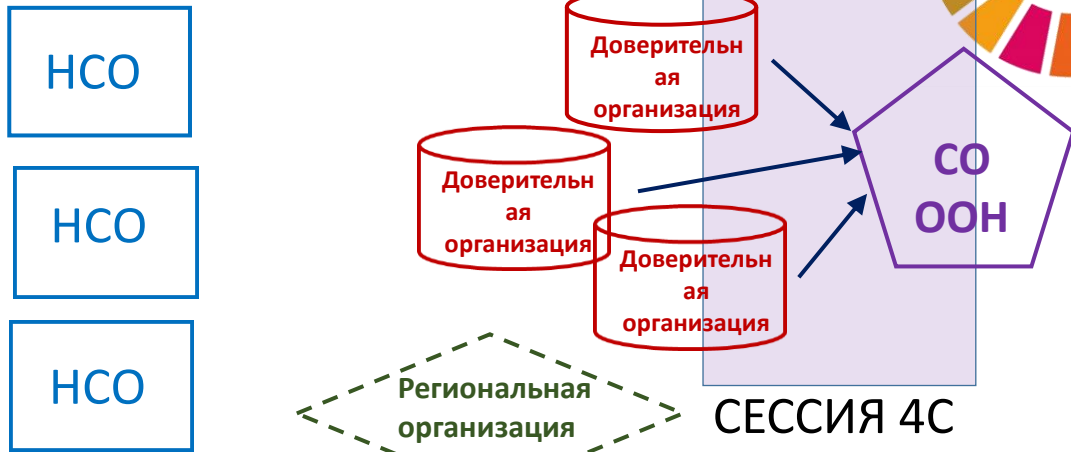 НСО
НСО
НСО
Доверительн
ая
организация
Доверительн
ая
организация
Доверительн
ая
организация
СО
ООН
Региональная
организация
СЕССИЯ 4С